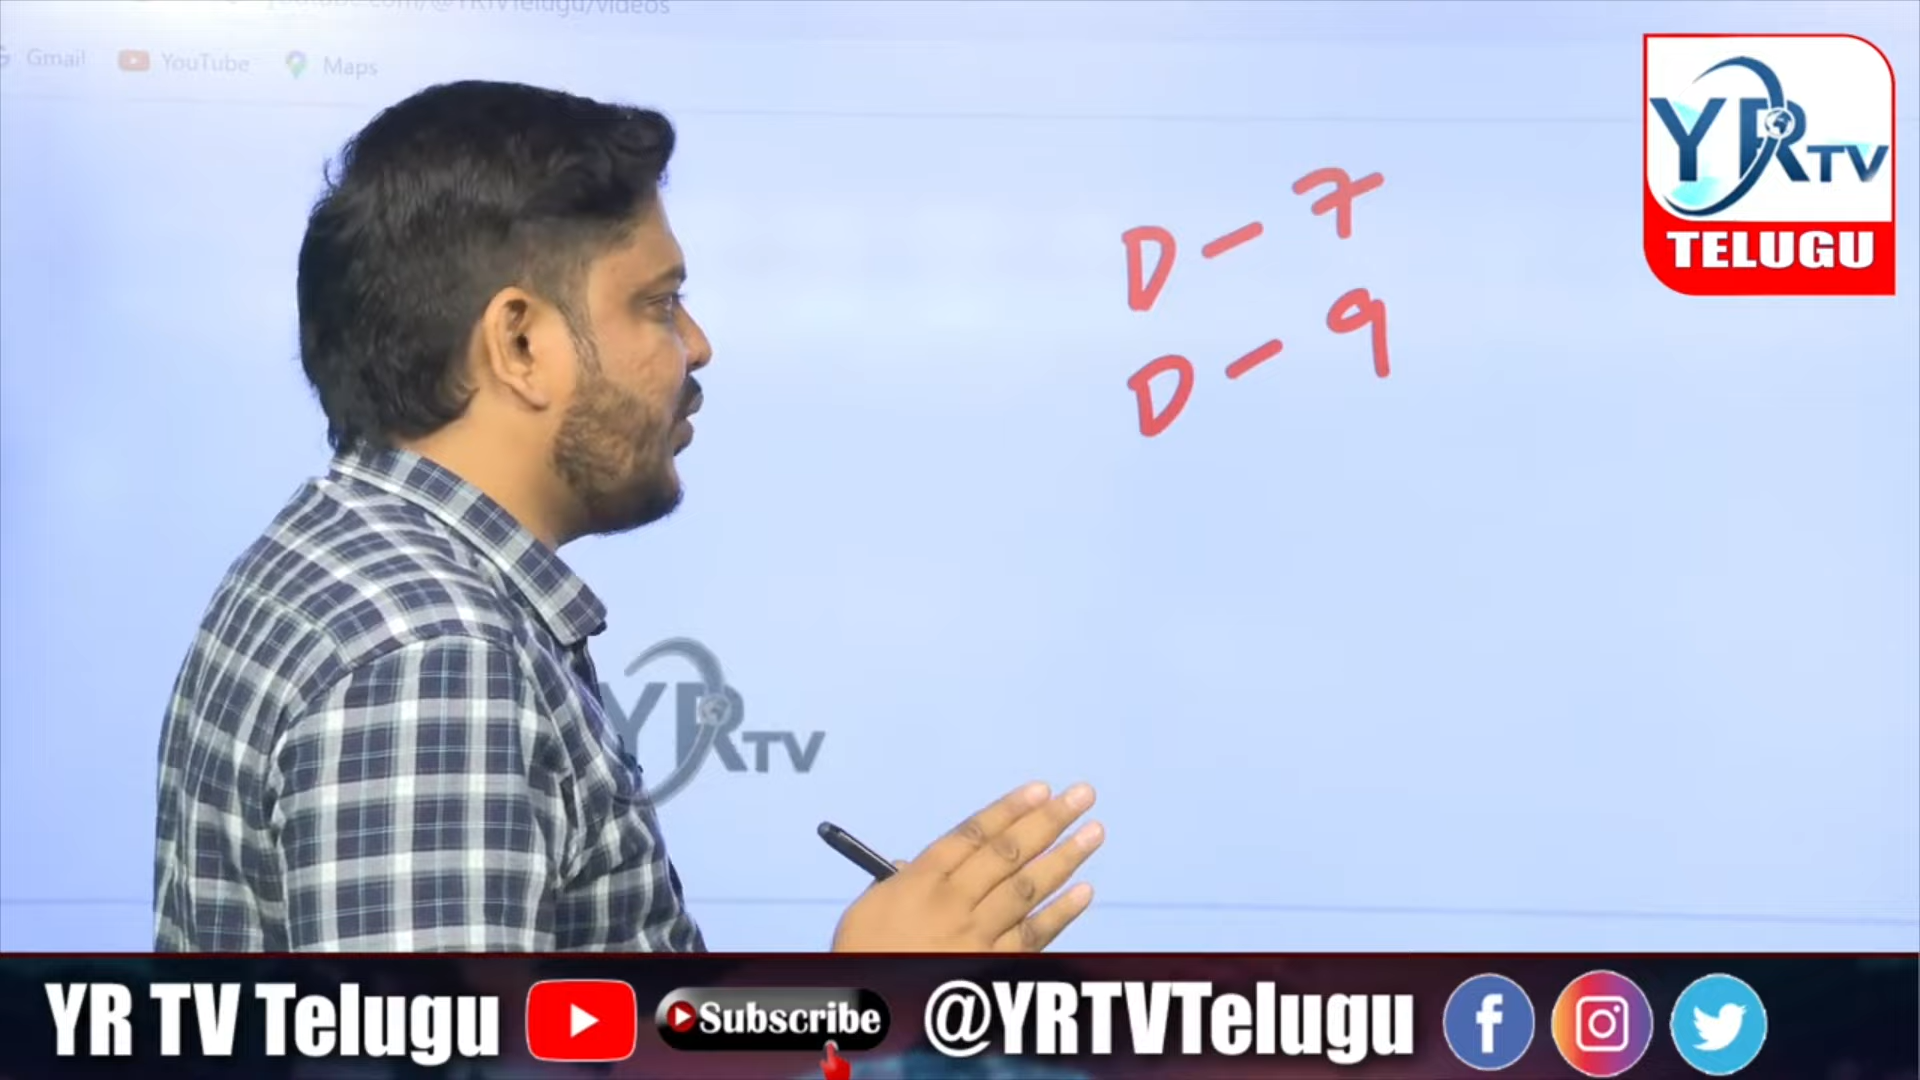 Gmail YouTube Maps
YRTV
TELUGU
D - 7
D - 9
YRTV
YR TV Telugu Subscribe @YRTVTelugu